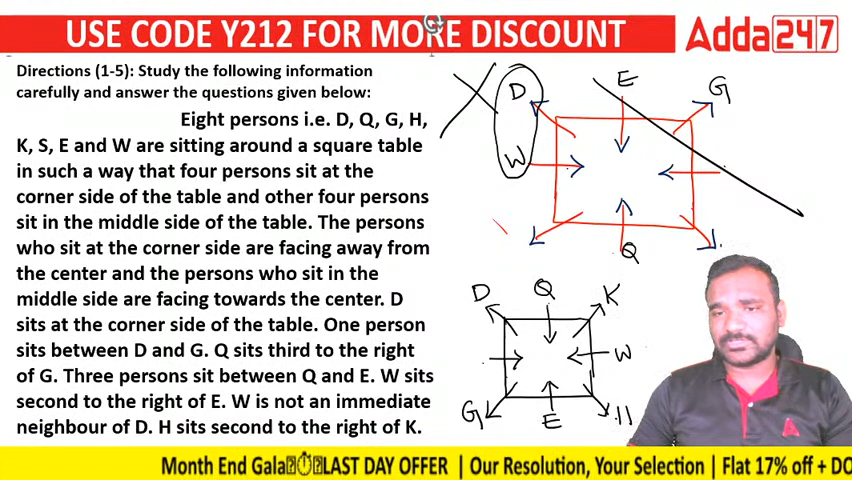 USE CODE Y212 FOR MORE DISCOUNT
Adda247
Directions (1-5): Study the following information
carefully and answer the questions given below:
Eight persons i.e. D, Q, G, H,
K, S, E and W are sitting around a square table
in such a way that four persons sit at the
corner side of the table and other four persons
sit in the middle side of the table. The persons
who sit at the corner side are facing away from
the center and the persons who sit in the
middle side are facing towards the center. D
sits at the corner side of the table. One person
sits between D and G. Q sits third to the right
of G. Three persons sit between Q and E. W sits
second to the right of E. W is not an immediate
neighbour of D. H sits second to the right of K.
D E G
W
Q
D Q K
W
G E H
Month End Gala LAST DAY OFFER | Our Resolution, Your Selection | Flat 17% off + DO